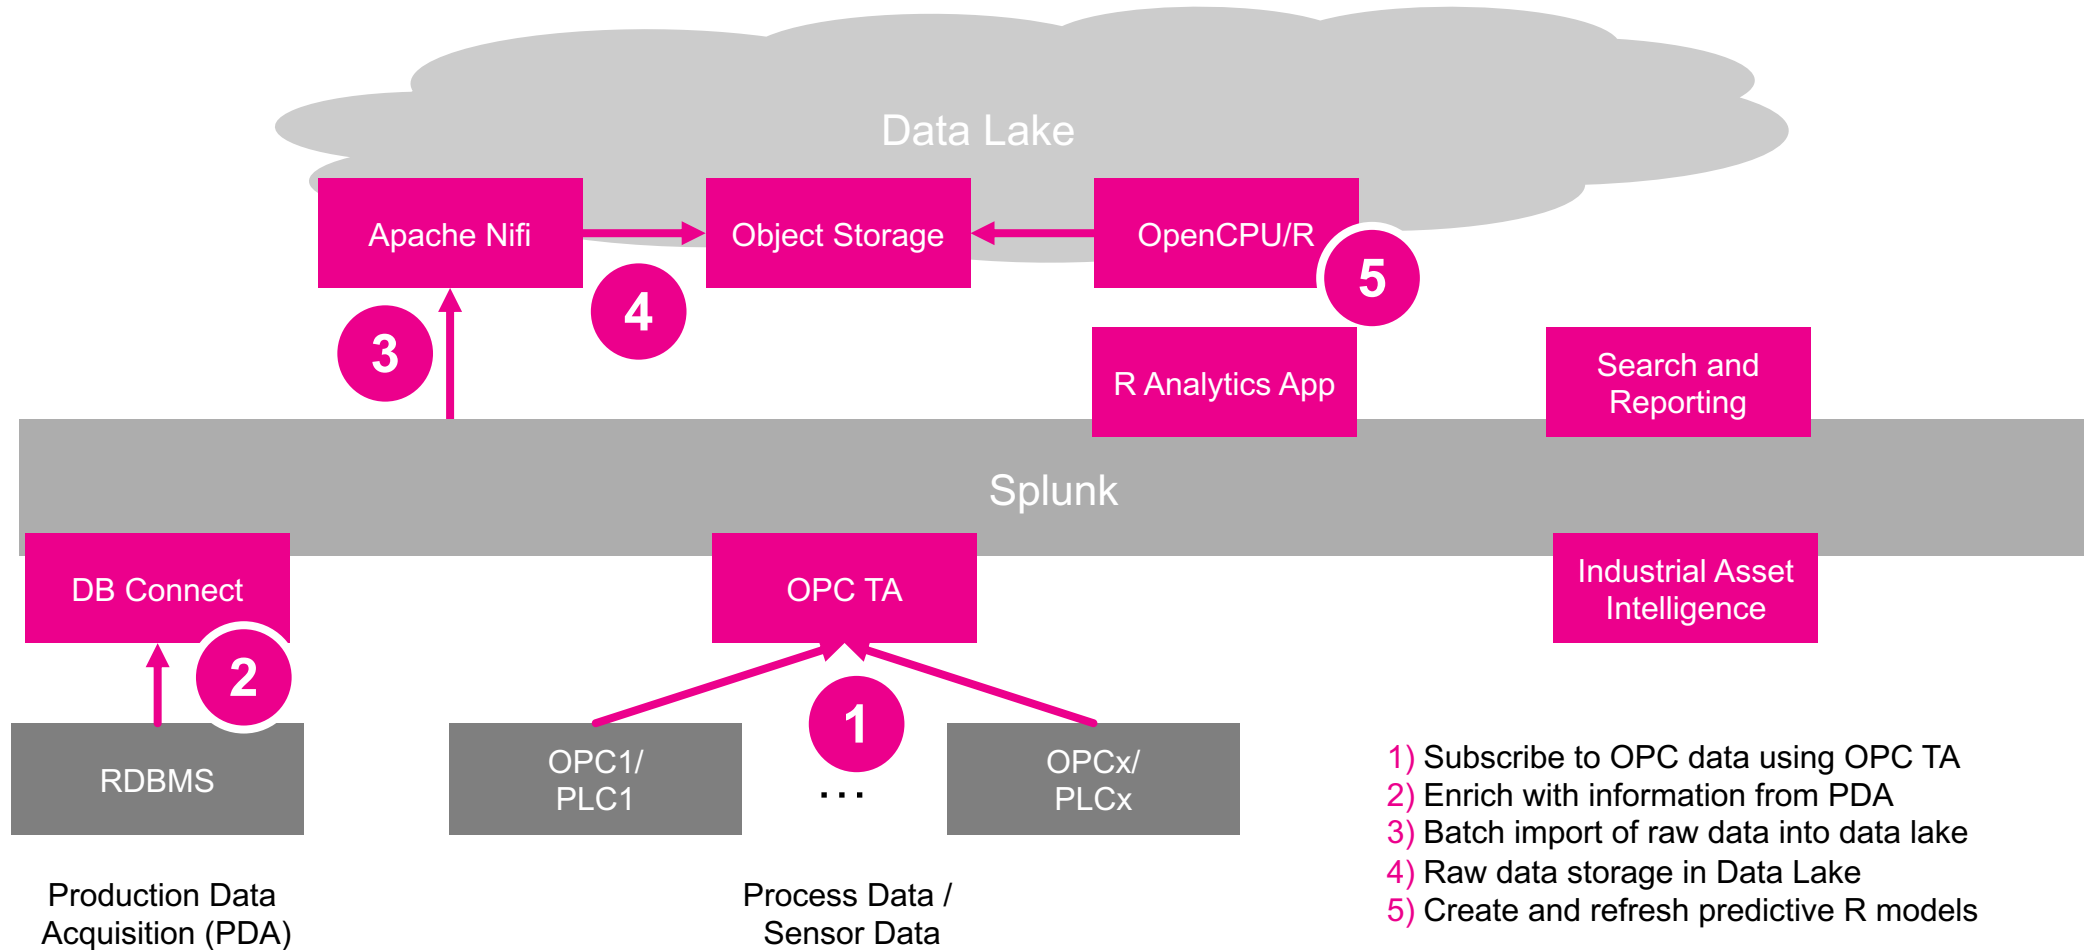 Data Lake
Apache Nifi
Object Storage
OpenCPU/R
5
4
3
R Analytics App
Search and
Reporting
Splunk
DB Connect
OPC TA
Industrial Asset
Intelligence
2
1
RDBMS
OPC1/
PLC1
...
OPCx/
PLCx
1) Subscribe to OPC data using OPC TA
2) Enrich with information from PDA
3) Batch import of raw data into data lake
4) Raw data storage in Data Lake
5) Create and refresh predictive R models
Production Data
Acquisition (PDA)
Process Data /
Sensor Data